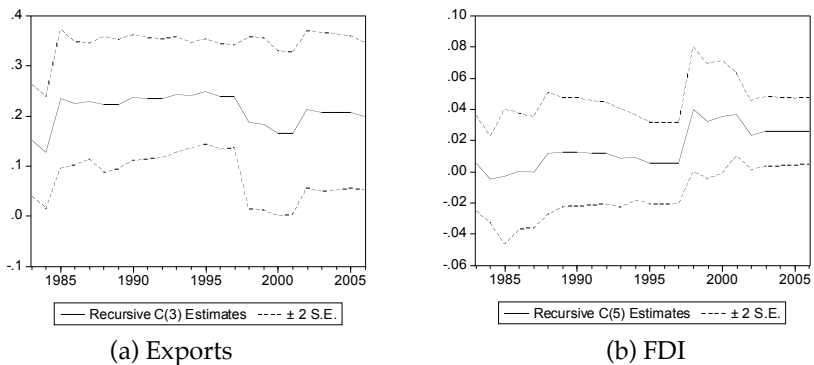 .4
.3
.2
.1
.0
-.1
1985 1990 1995 2000 2005
Recursive C(3) Estimates ± 2 S.E.
(a) Exports
.10
.08
.06
.04
.02
.00
-.02
-.04
-.06
1985 1990 1995 2000 2005
Recursive C(5) Estimates ± 2 S.E.
(b) FDI